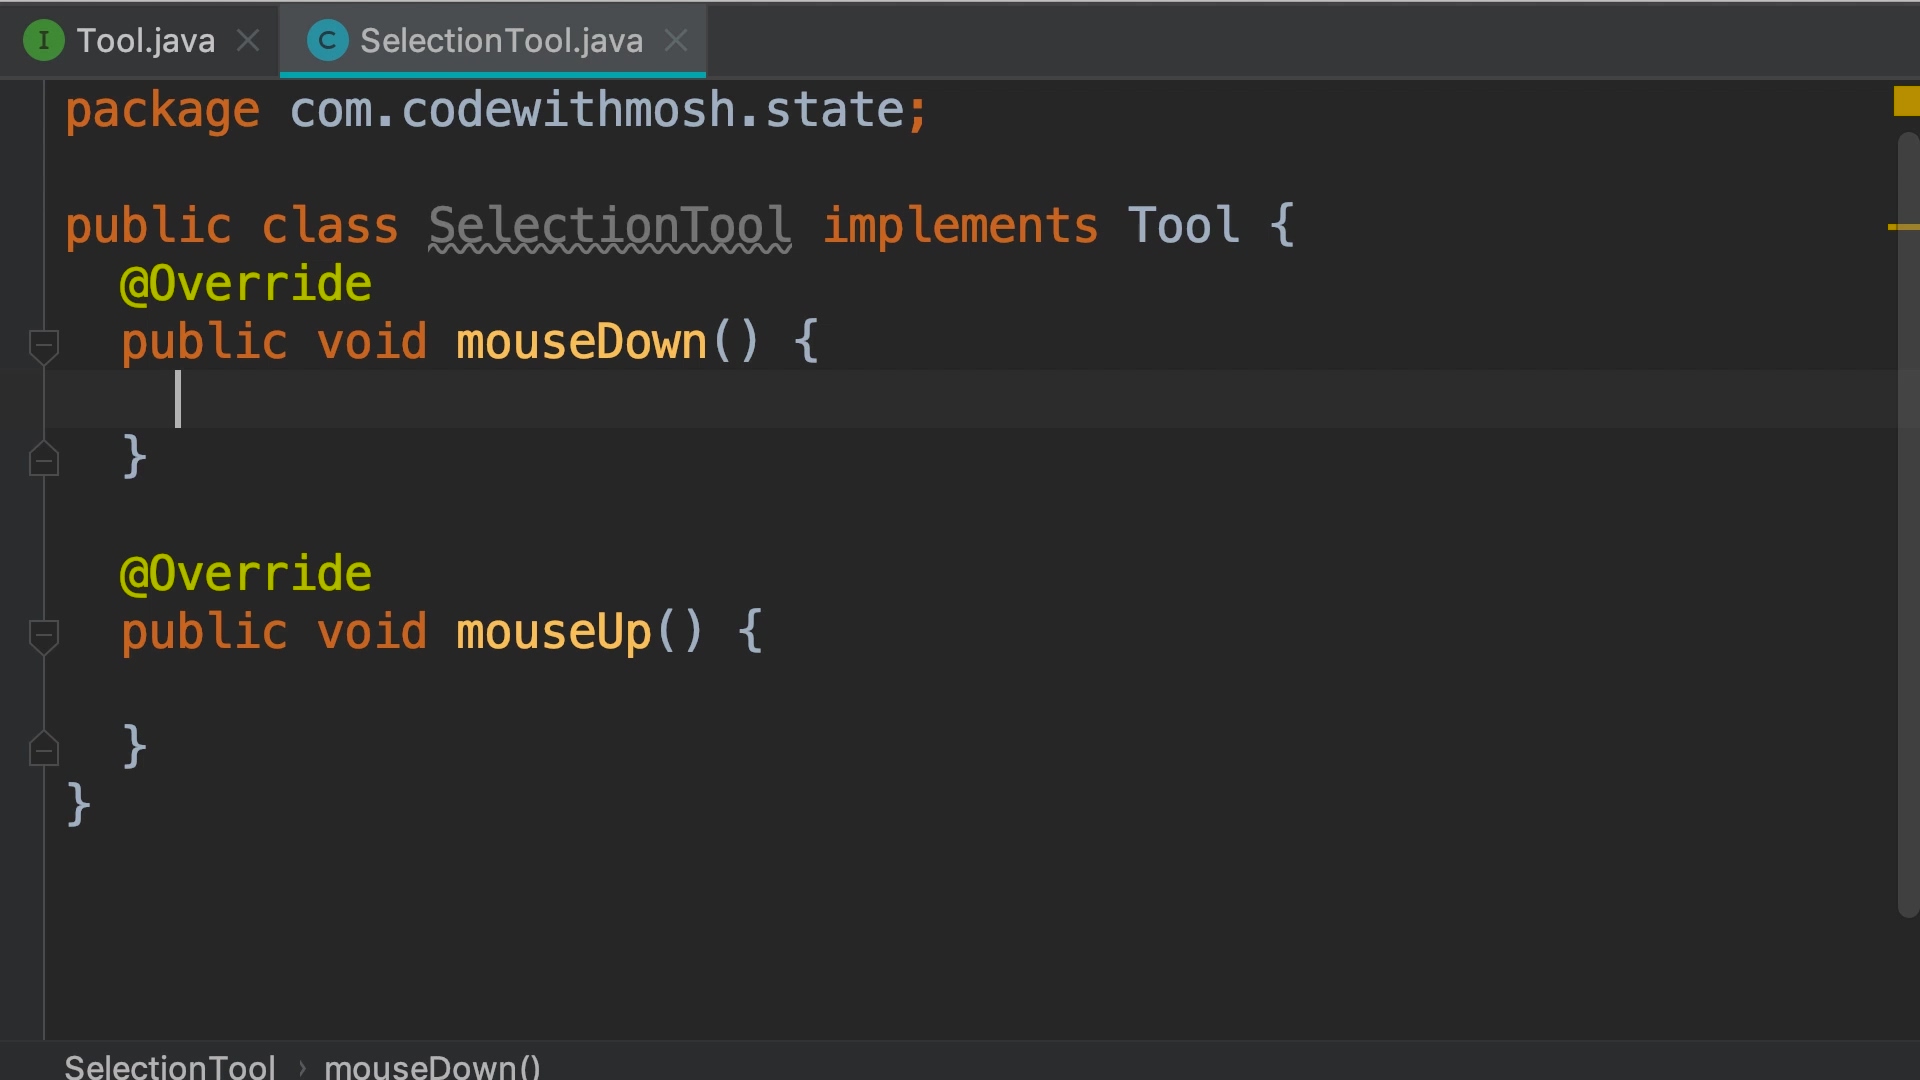 Tool.java
SelectionTool.java
package com.codewithmosh.state;
public class SelectionTool implements Tool {
@Override
public void mouseDown() {
}
@Override
public void mouseUp() {
}
}
SelectionTool › mouseDown()